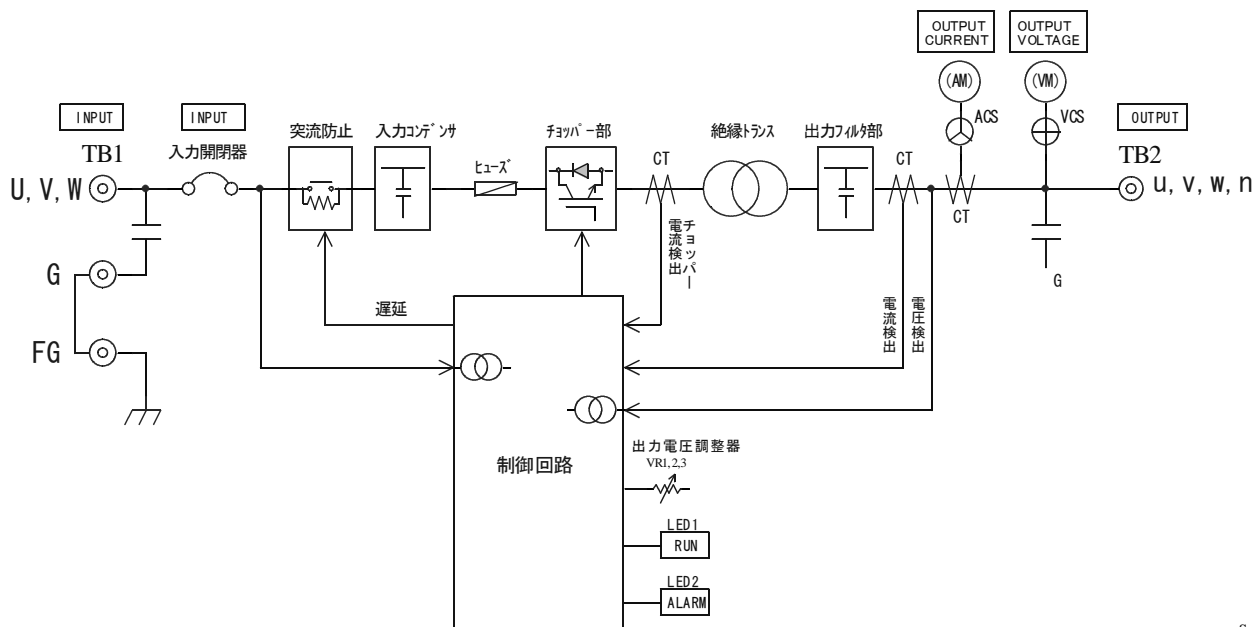 OUTPUT
CURRENT
OUTPUT
VOLTAGE
(AM)
(VM)
ACS
VCS
INPUT
INPUT
OUTPUT
TB1
入力開閉器
突流防止
入力ｺﾝﾃﾞﾝｻ
ﾋｭｰｽﾞ
ﾁｮｯﾊﾟｰ部
CT
絶縁ﾄﾗﾝｽ
出力ﾌｨﾙﾀ部
CT
CT
TB2
U, V, W
u, v, w, n
G
FG
G
チョッパー
電流検出
電流検出
電圧検出
遅延
制御回路
出力電圧調整器
VR1,2,3
LED1
RUN
LED2
ALARM